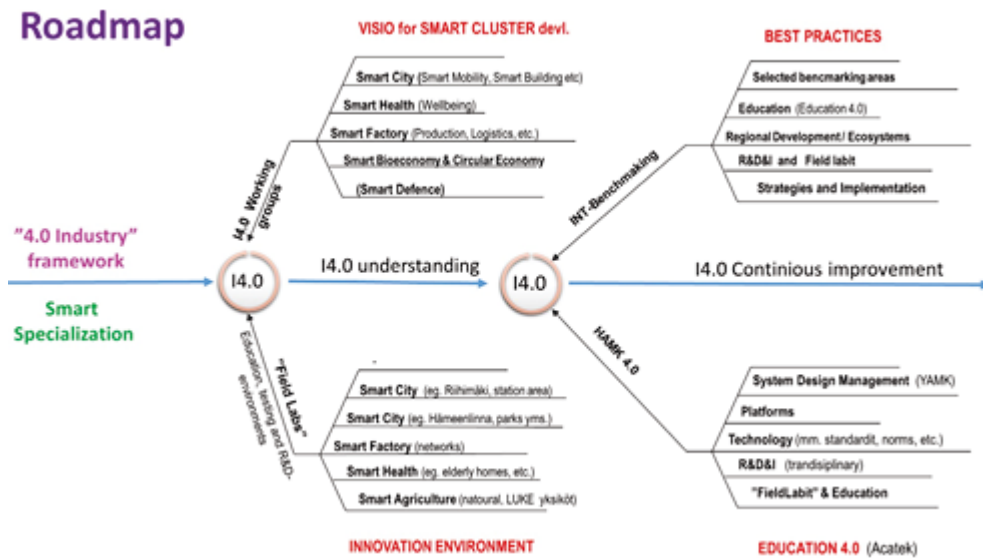 Roadmap
VISIO for SMART CLUSTER devl.
Smart City (Smart Mobility, Smart Building etc)
Smart Health (Wellbeing)
Smart Factory (Production, Logistics, etc.)
Smart Bioeconomy & Circular Economy
(Smart Defence)
I4.0 Working
groups
BEST PRACTICES
Selected bencmarking areas
Education (Education 4.0)
Regional Development/ Ecosystems
R&D&I and Field labit
Strategies and Implementation
INT-Benchmaking
"4.0 Industry"
framework
Smart
Specialization
I4.0
I4.0 understanding
I4.0
I4.0 Continious improvement
"Field Labs"
Education, testing and R&D-
environments
Smart City (eg. Riihimäki, station area)
Smart City (eg. Hämeenlinna, parks yms.)
Smart Factory (networks)
Smart Health (eg. elderly homes, etc.)
Smart Agriculture (natoural, LUKE yksiköt)
INNOVATION ENVIRONMENT
HAMK 4.0
System Design Management (YAMK)
Platforms
Technology (mm. standardit, norms, etc.)
R&D&I (trandisiplinary)
"FieldLabit" & Education
EDUCATION 4.0 (Acatek)